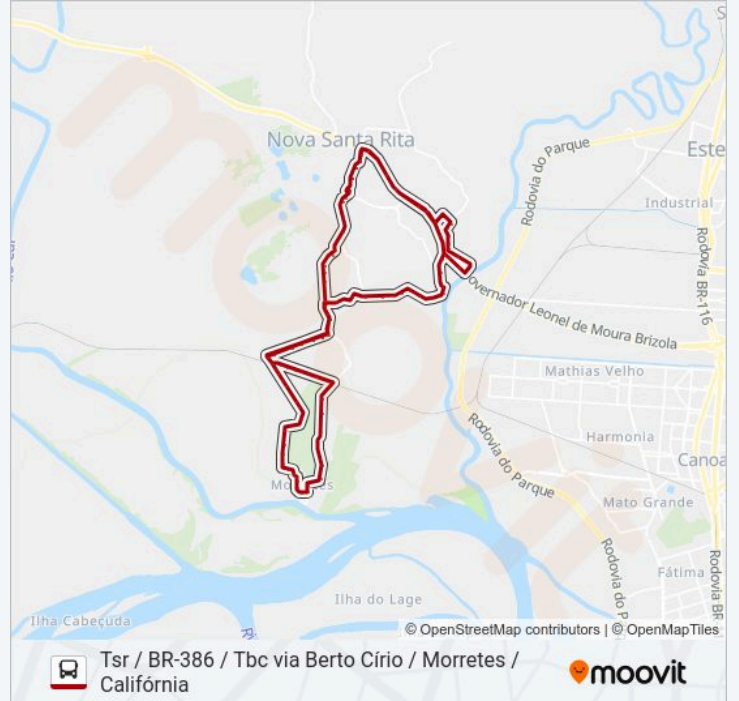 Nova Santa Rita
Rodovia do Parque
Este
Industrial
Rodovia BR-116
Governador Leonel de Moura Brizola
Mathias Velho
Harmonia
Canoa
Rodovia do Parque
Mato Grande
Fátima
Rodovia do P
Rodovia BR
Ilha do Lage
Ilha Cabeçuda
Ri
© OpenStreetMap contributors | © OpenMapTiles
Tsr / BR-386 / Tbc via Berto Círio / Morretes /
Califórnia
moovit